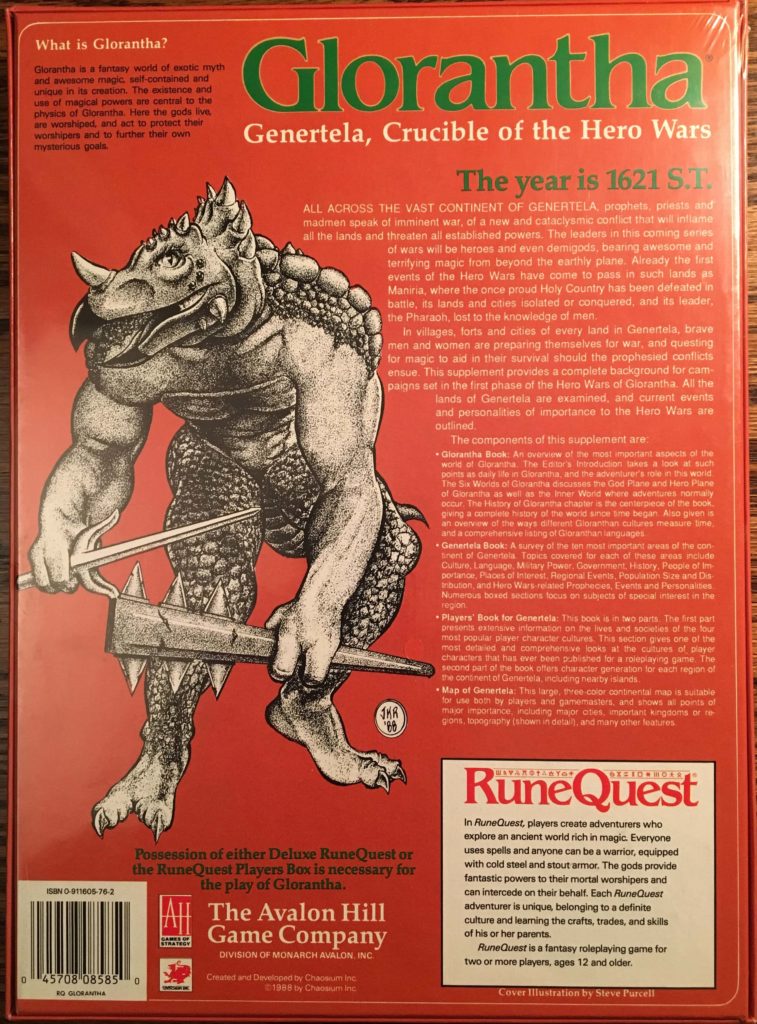 What is Glorantha?
Glorantha is a fantasy world of exotic myth
and awesome magic, self-contained and
unique in its creation. The existence and
use of magical powers are central to the
physics of Glorantha. Here the gods live,
are worshiped, and act to protect their
worshipers and to further their own
mysterious goals.
Glorantha®
Genertela, Crucible of the Hero Wars
The year is 1621 S.T.
ALL ACROSS THE VAST CONTINENT OF GENERTELA, prophets, priests and
madmen speak of imminent war, of a new and cataclysmic conflict that will inflame
all the lands and threaten all established powers. The leaders in this coming series
of wars will be heroes and even demigods, bearing awesome and
terrifying magic from beyond the earthly plane. Already the first
events of the Hero Wars have come to pass in such lands as
Maniria, where the once proud Holy Country has been defeated in
battle, its lands and cities isolated or conquered, and its leader,
the Pharaoh, lost to the knowledge of men.
In villages, forts and cities of every land in Genertela, brave
men and women are preparing themselves for war, and questing
for magic to aid in their survival should the prophesied conflicts
ensue. This supplement provides a complete background for cam-
paigns set in the first phase of the Hero Wars of Glorantha. All the
lands of Genertela are examined, and current events
and personalities of importance to the Hero Wars are
outlined.
The components of this supplement are:
• Glorantha Book: An overview of the most important aspects of the
world of Glorantha. The Editor's Introduction takes a look at such
points as daily life in Glorantha, and the adventurer's role in this world.
The Six Worlds of Glorantha discusses the God Plane and Hero Plane
of Glorantha as well as the Inner World where adventures normally
occur. The History of Glorantha chapter is the centerpiece of the book,
giving a complete history of the world since time began. Also given is
an overview of the ways different Gloranthan cultures measure time,
and a comprehensive listing of Gloranthan languages.
• Genertela Book: A survey of the ten most important areas of the con-
tinent of Genertela. Topics covered for each of these areas include
Culture, Language, Military Power, Government, History, People of Im-
portance, Places of Interest, Regional Events, Population Size and Dis-
tribution, and Hero Wars-related Prophecies, Events and Personalities.
Numerous boxed sections focus on subjects of special interest in the
region.
• Players' Book for Genertela: This book is in two parts. The first part
presents extensive information on the lives and societies of the four
most popular player character cultures. This section gives one of the
most detailed and comprehensive looks at the cultures of player
characters that has ever been published for a roleplaying game. The
second part of the book offers character generation for each region of
the continent of Genertela, including nearby islands.
• Map of Genertela: This large, three-color continental map is suitable
for use both by players and gamemasters, and shows all points of
major importance, including major cities, important kingdoms or re-
gions, topography (shown in detail), and many other features.
JKR
'88
RuneQuest®
In RuneQuest, players create adventurers who
explore an ancient world rich in magic. Everyone
uses spells and anyone can be a warrior, equipped
with cold steel and stout armor. The gods provide
fantastic powers to their mortal worshipers and
can intercede on their behalf. Each RuneQuest
adventurer is unique, belonging to a definite
culture and learning the crafts, trades, and skills
of his or her parents.
RuneQuest is a fantasy roleplaying game for
two or more players, ages 12 and older.
Cover Illustration by Steve Purcell
Possession of either Deluxe RuneQuest or
the RuneQuest Players Box is necessary for
the play of Glorantha.
ISBN 0-911605-76-2
0 45708 08585 0
RQ GLORANTHA
AH
GAMES OF
STRATEGY
The Avalon Hill
Game Company
DIVISION OF MONARCH AVALON, INC.
CHAOSIUM INC.
Created and Developed by Chaosium Inc.
©1988 by Chaosium Inc.